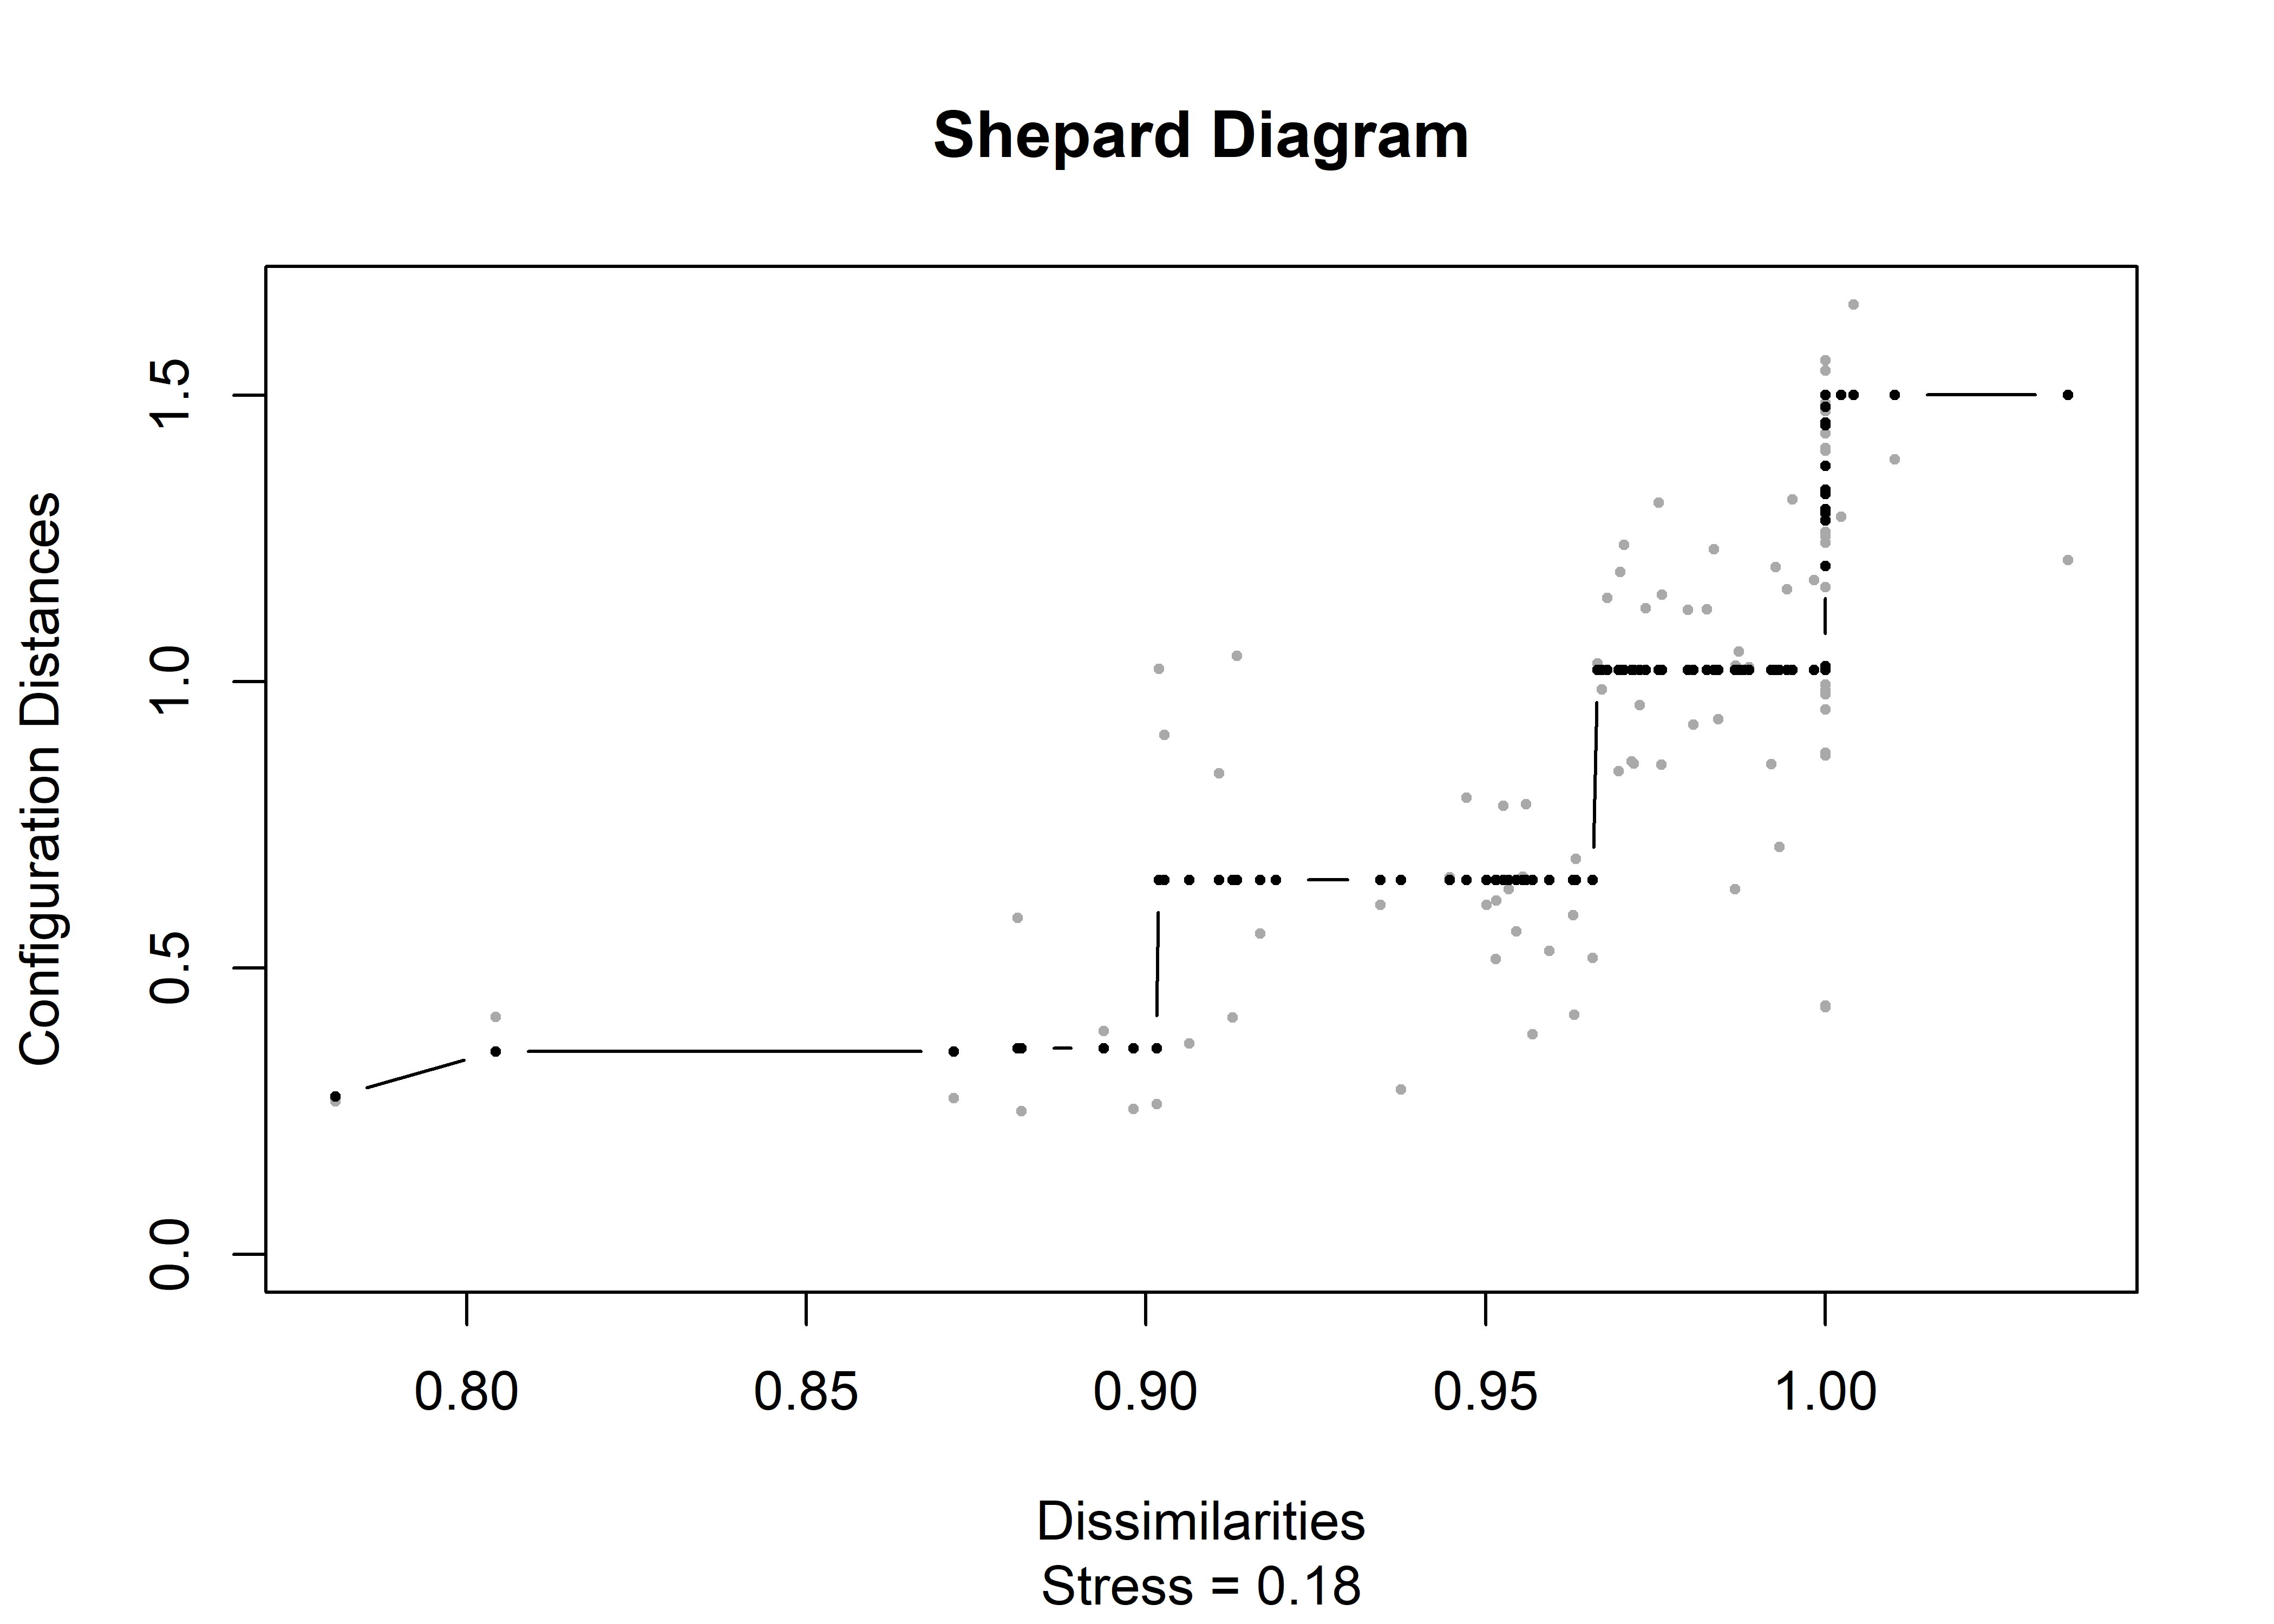 Shepard Diagram
Configuration Distances
1.5
1.0
0.5
0.0
0.80 0.85 0.90 0.95 1.00
Dissimilarities
Stress = 0.18